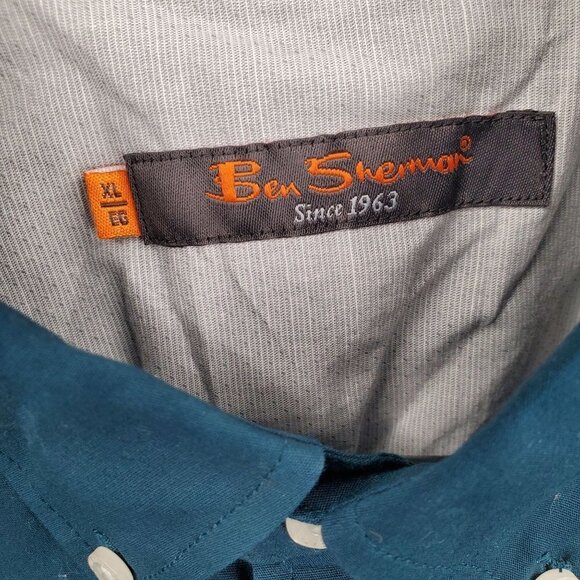 XL
EG
Ben Sherman®
Since 1963